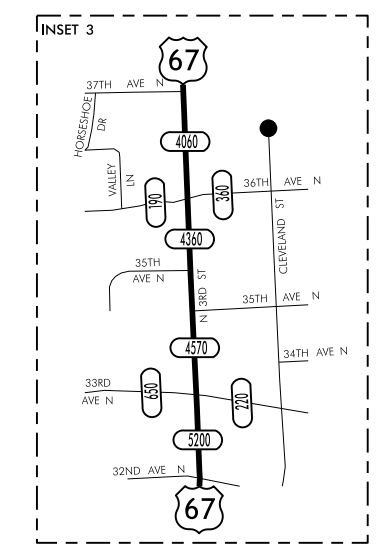 INSET 3
67
37TH AVE N
HORSESHOE
DR
4060
VALLEY
LN
190
360
36TH AVE N
4360
CLEVELAND ST
35TH
AVE N
N 3RD ST
35TH AVE N
4570
34TH AVE N
33RD
AVE N
650
220
5200
32ND AVE N
67